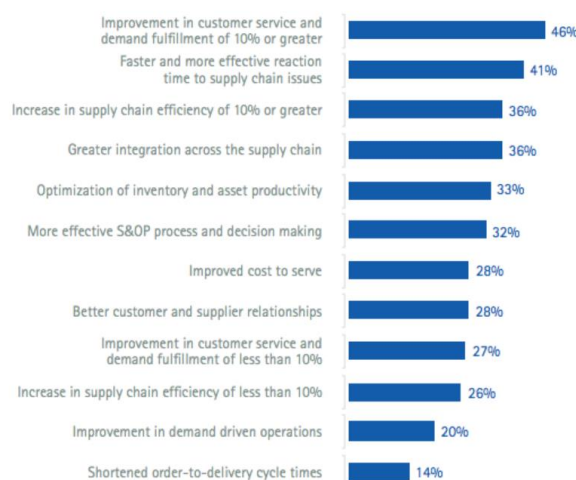 Improvement in customer service and
demand fulfillment of 10% or greater
46%
Faster and more effective reaction
time to supply chain issues
41%
Increase in supply chain efficiency of 10% or greater
36%
Greater integration across the supply chain
36%
Optimization of inventory and asset productivity
33%
More effective S&OP process and decision making
32%
Improved cost to serve
28%
Better customer and supplier relationships
28%
Improvement in customer service and
demand fulfillment of less than 10%
27%
Increase in supply chain efficiency of less than 10%
26%
Improvement in demand driven operations
20%
Shortened order-to-delivery cycle times
14%